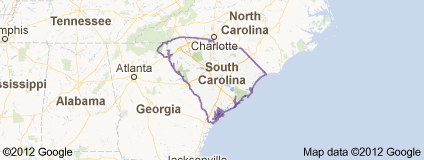 Tennessee
North
Carolina
mphis
Charlotte
Atlanta
South
Carolina
ssissippi
Alabama
Georgia
Jacksonville
©2012 Google
Map data ©2012 Google